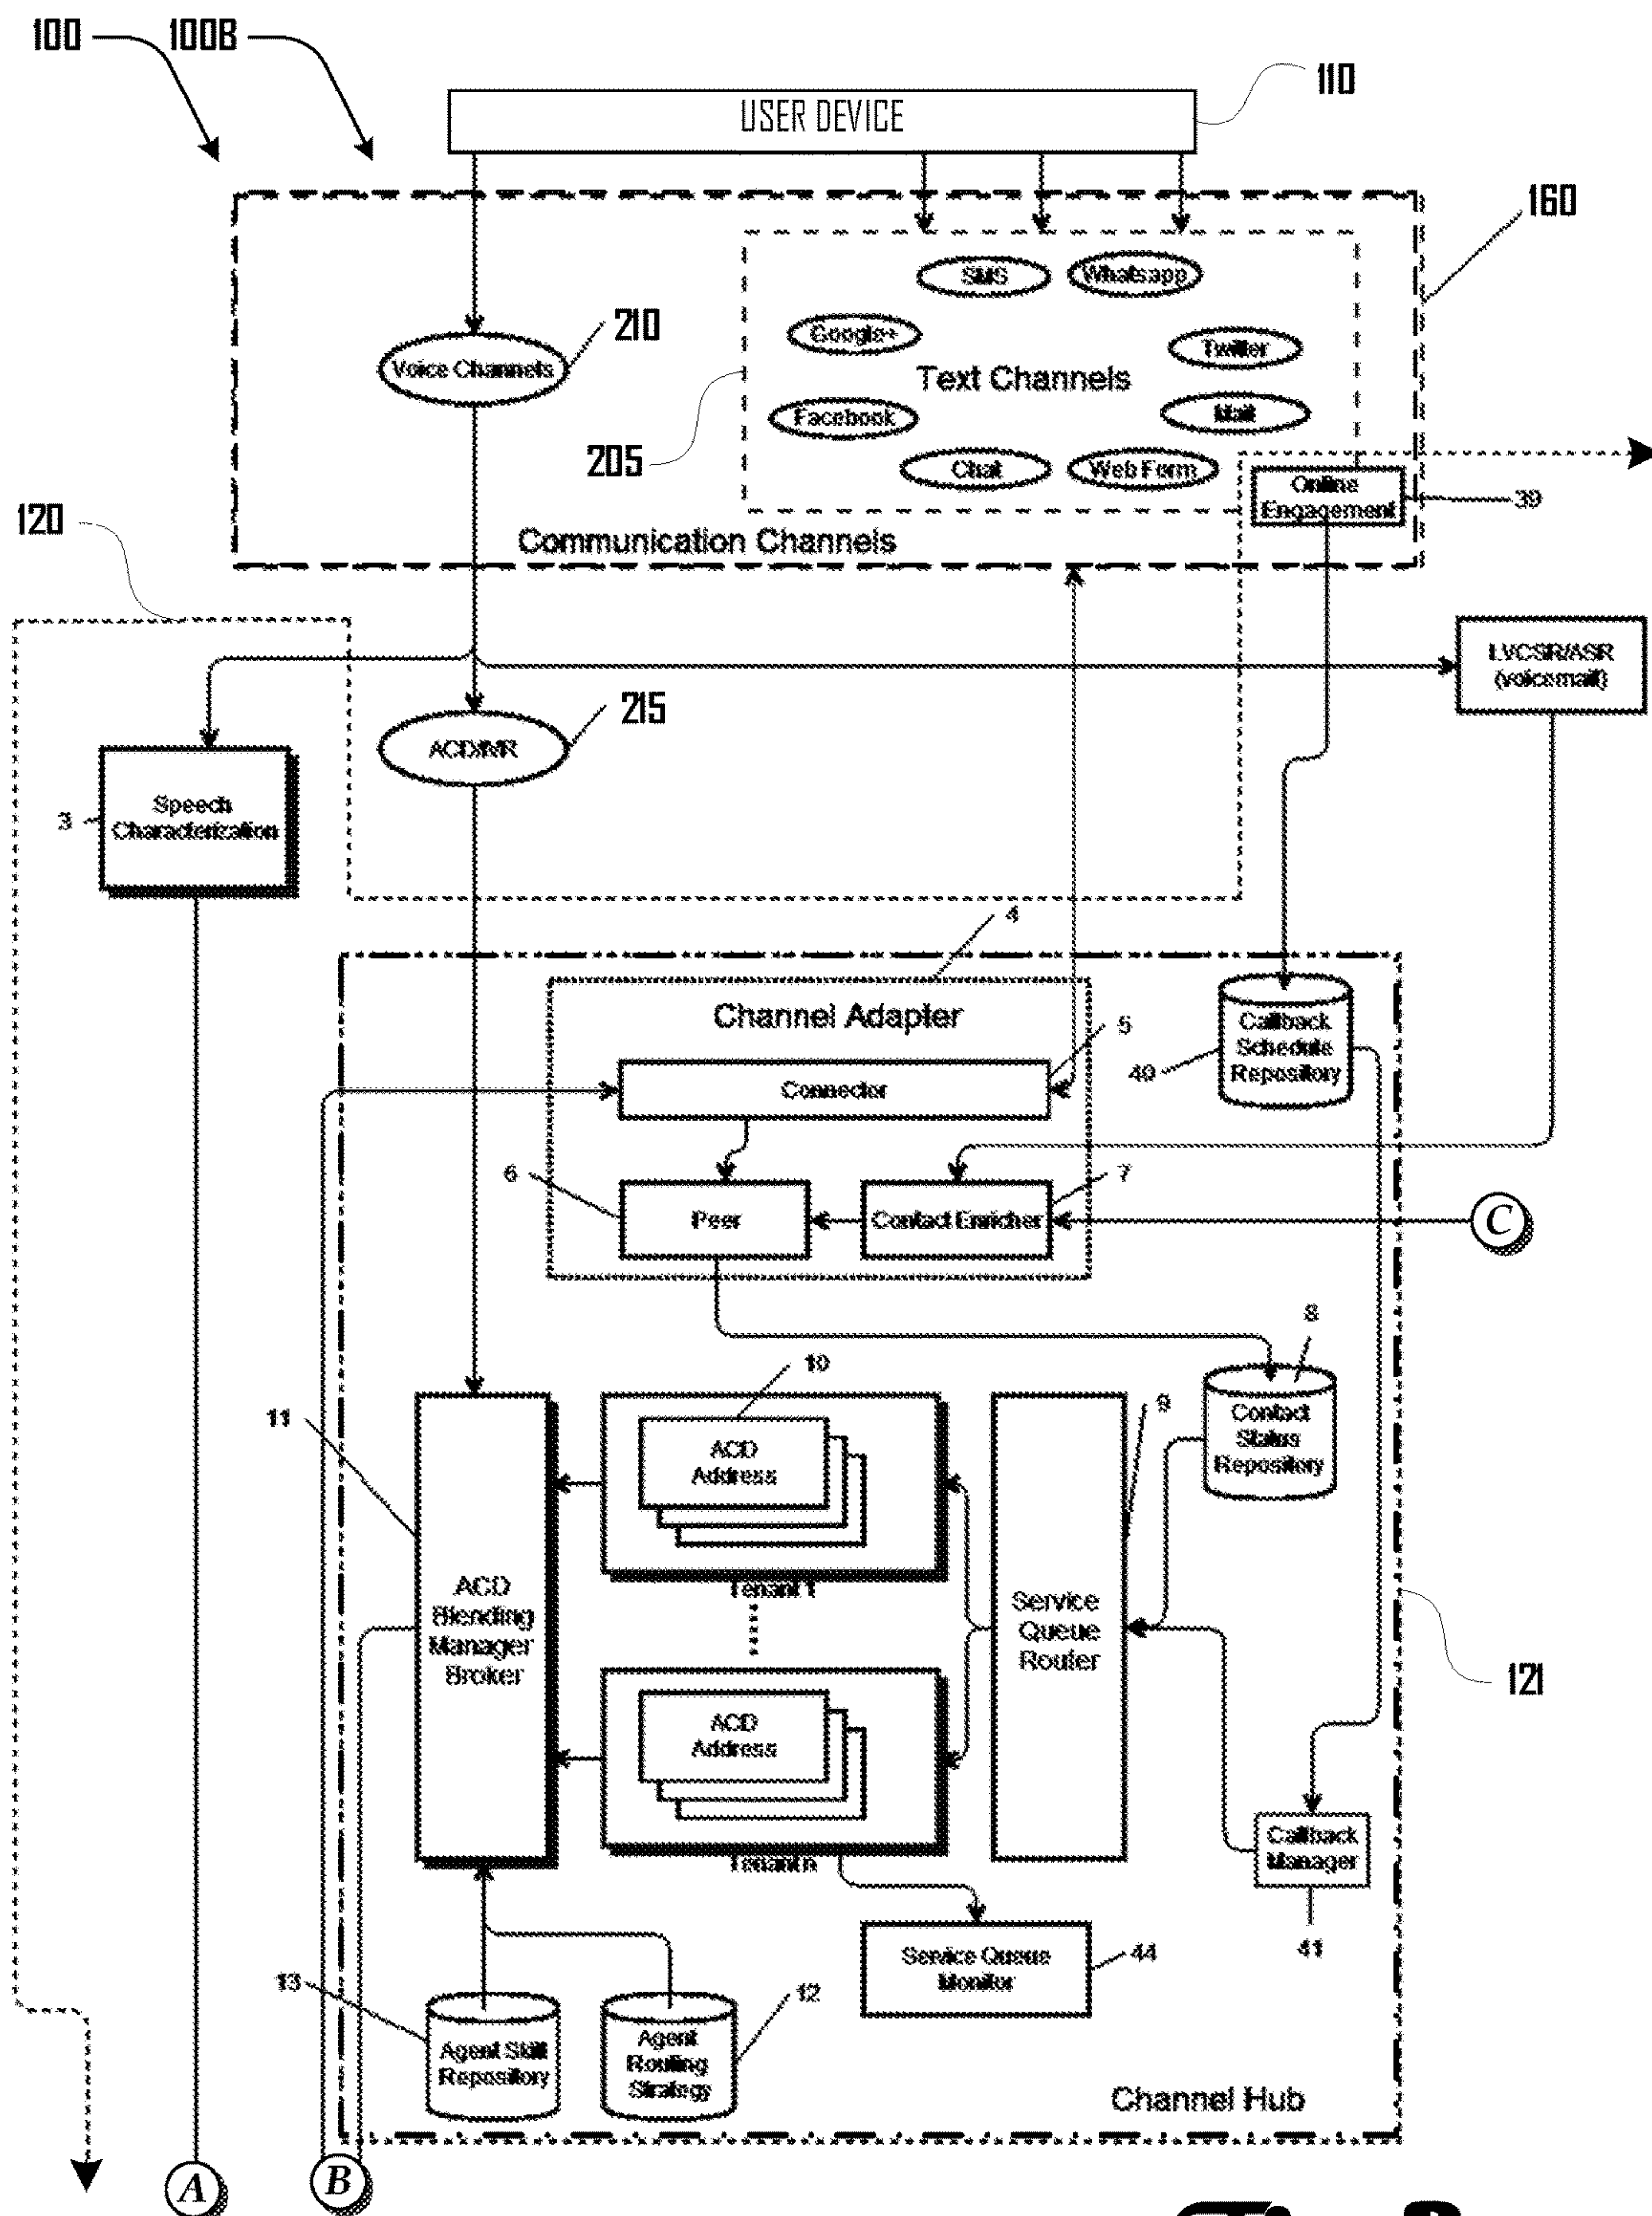 100
100B
110
USER DEVICE
160
SMS
Whatsapp
210
Google+
Twitter
Voice Channels
Text Channels
Facebook
Mail
205
Chat
Web Form
Online
Engagement
39
120
Communication Channels
LVCSR/ASR
(voicemail)
215
ACD/IVR
Speech
Characterization
3
4
Channel Adapter
5
Callback
Schedule
Repository
40
Connector
6
7
Peer
Contact Enricher
C
8
10
9
11
Contact
Status
Repository
ACD
Address
Tenant 1
ACD
Blending
Manager
Broker
Service
Queue
Router
121
ACD
Address
Tenant n
Callback
Manager
41
Service Queue
Monitor
44
13
12
Agent Skill
Repository
Agent
Routing
Strategy
Channel Hub
A
B